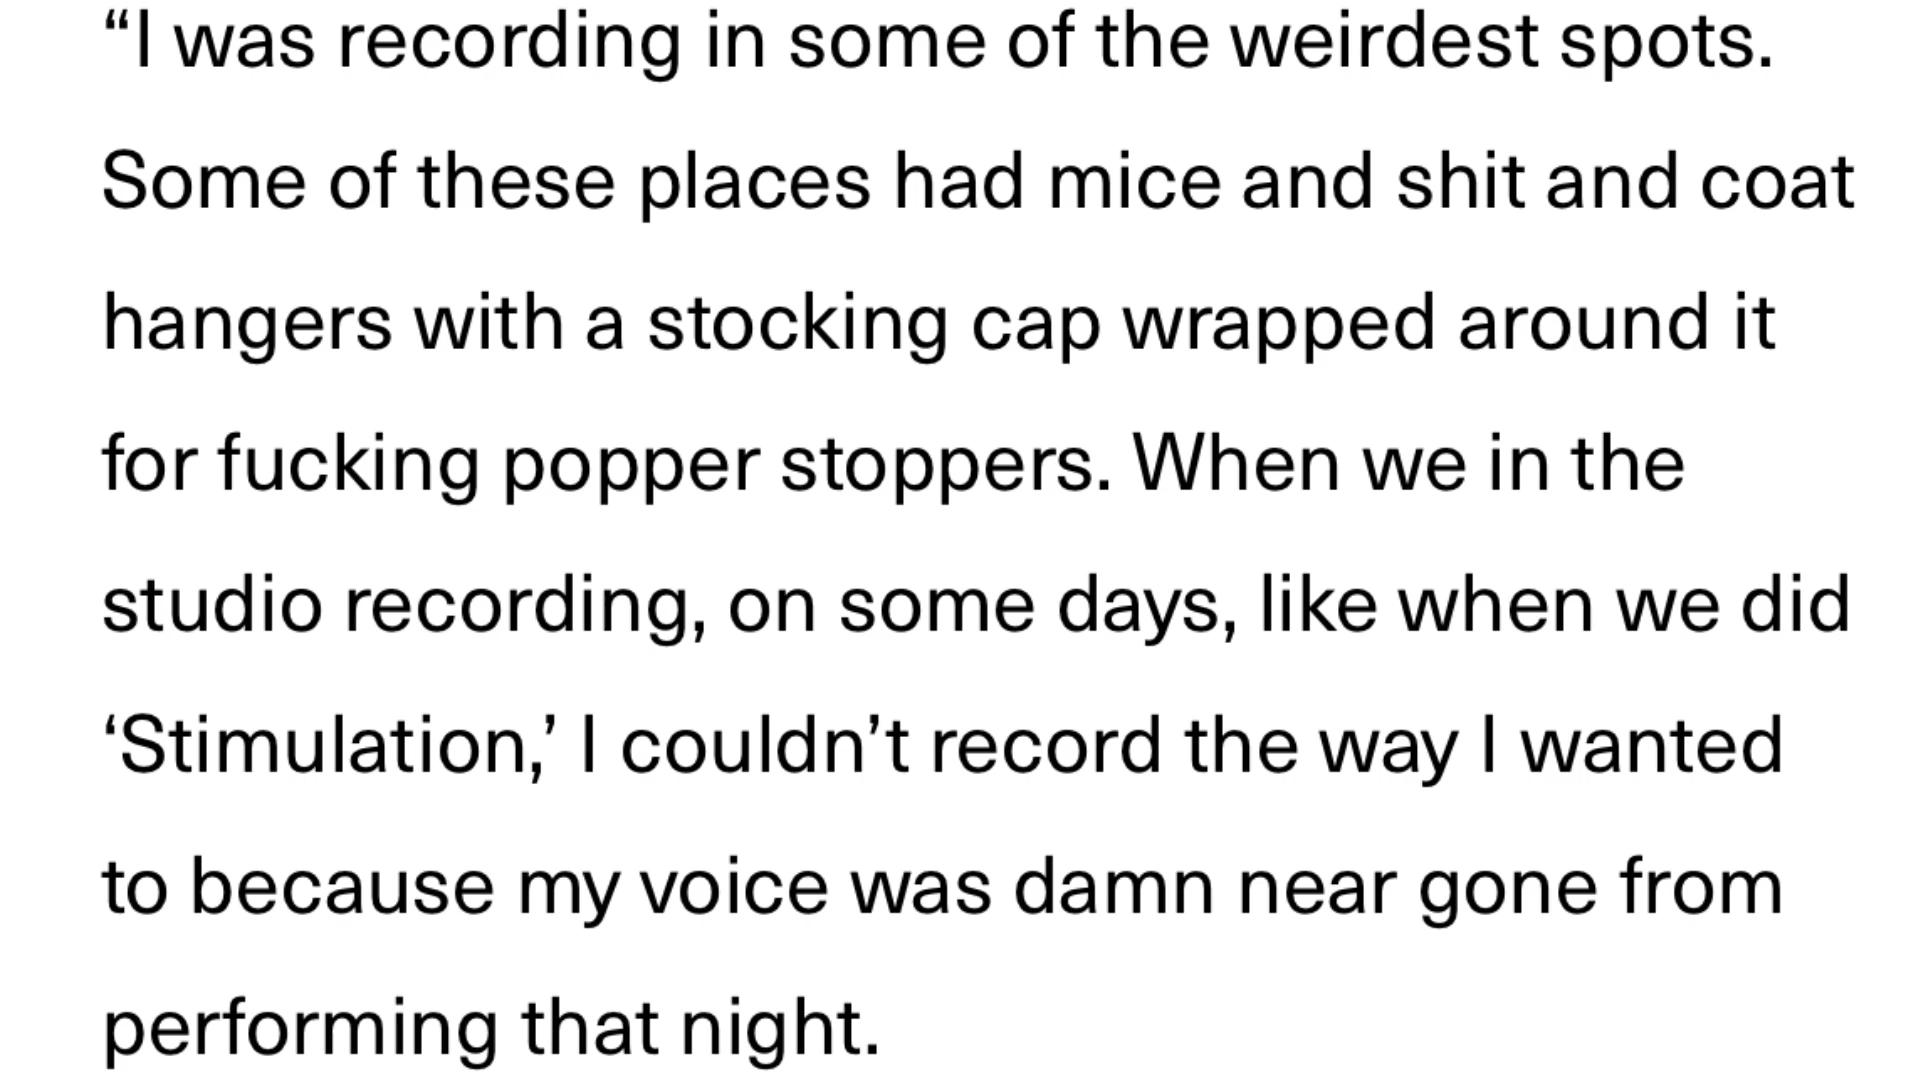 “I was recording in some of the weirdest spots.
Some of these places had mice and shit and coat
hangers with a stocking cap wrapped around it
for fucking popper stoppers. When we in the
studio recording, on some days, like when we did
‘Stimulation,’ I couldn’t record the way I wanted
to because my voice was damn near gone from
performing that night.